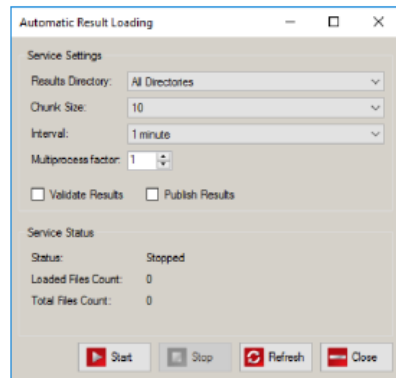 Automatic Result Loading
Service Settings
Results Directory: All Directories
Chunk Size: 10
Interval: 1 minute
Multiprocess factor: 1
Validate Results Publish Results
Service Status
Status: Stopped
Loaded Files Count: 0
Total Files Count: 0
Start Stop Refresh Close